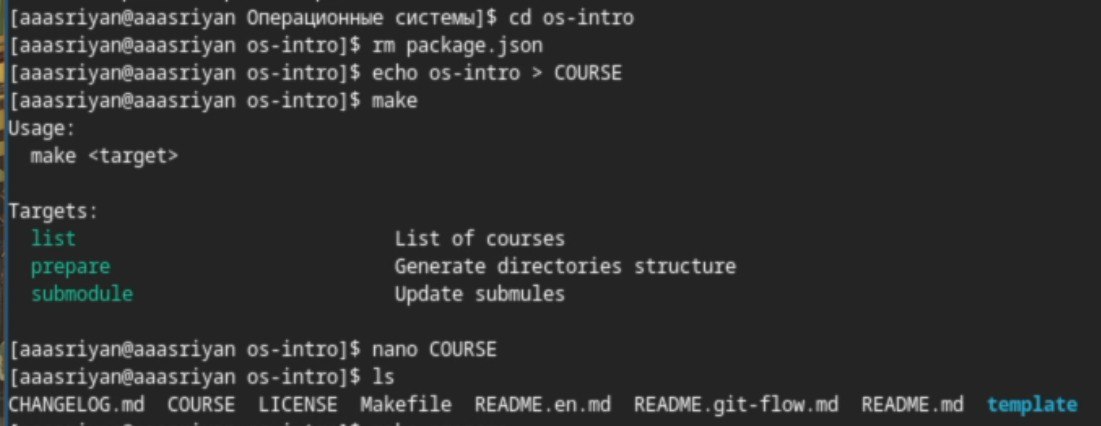 [aaasriyan@aaasriyan Операционные системы]$ cd os-intro
[aaasriyan@aaasriyan os-intro]$ rm package.json
[aaasriyan@aaasriyan os-intro]$ echo os-intro > COURSE
[aaasriyan@aaasriyan os-intro]$ make
Usage:
  make <target>
Targets:
  list                            List of courses
  prepare                         Generate directories structure
  submodule                       Update submules
[aaasriyan@aaasriyan os-intro]$ nano COURSE
[aaasriyan@aaasriyan os-intro]$ ls
CHANGELOG.md  COURSE  LICENSE  Makefile  README.en.md  README.git-flow.md  README.md  template